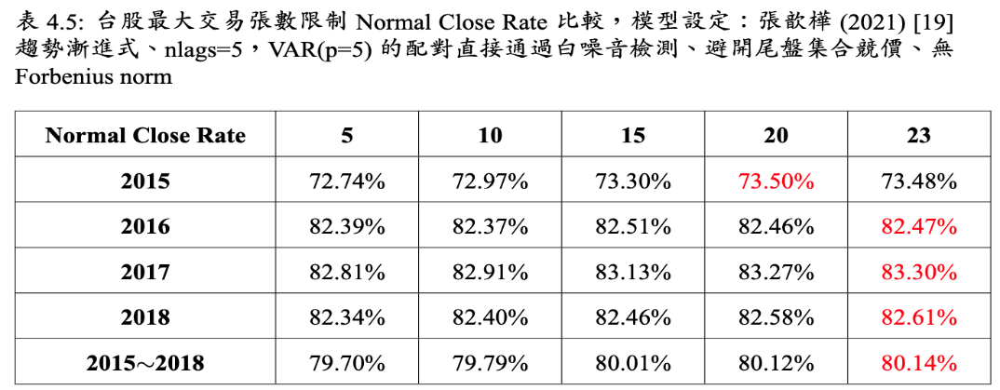 表 4.5: 台股最大交易張數限制 Normal Close Rate 比較，模型設定：張歆樺 (2021) [19]
趨勢漸進式、nlags=5，VAR(p=5) 的配對直接通過白噪音檢測、避開尾盤集合競價、無
Forbenius norm
Normal Close Rate 5 10 15 20 23
2015 72.74% 72.97% 73.30% 73.50% 73.48%
2016 82.39% 82.37% 82.51% 82.46% 82.47%
2017 82.81% 82.91% 83.13% 83.27% 83.30%
2018 82.34% 82.40% 82.46% 82.58% 82.61%
2015~2018 79.70% 79.79% 80.01% 80.12% 80.14%